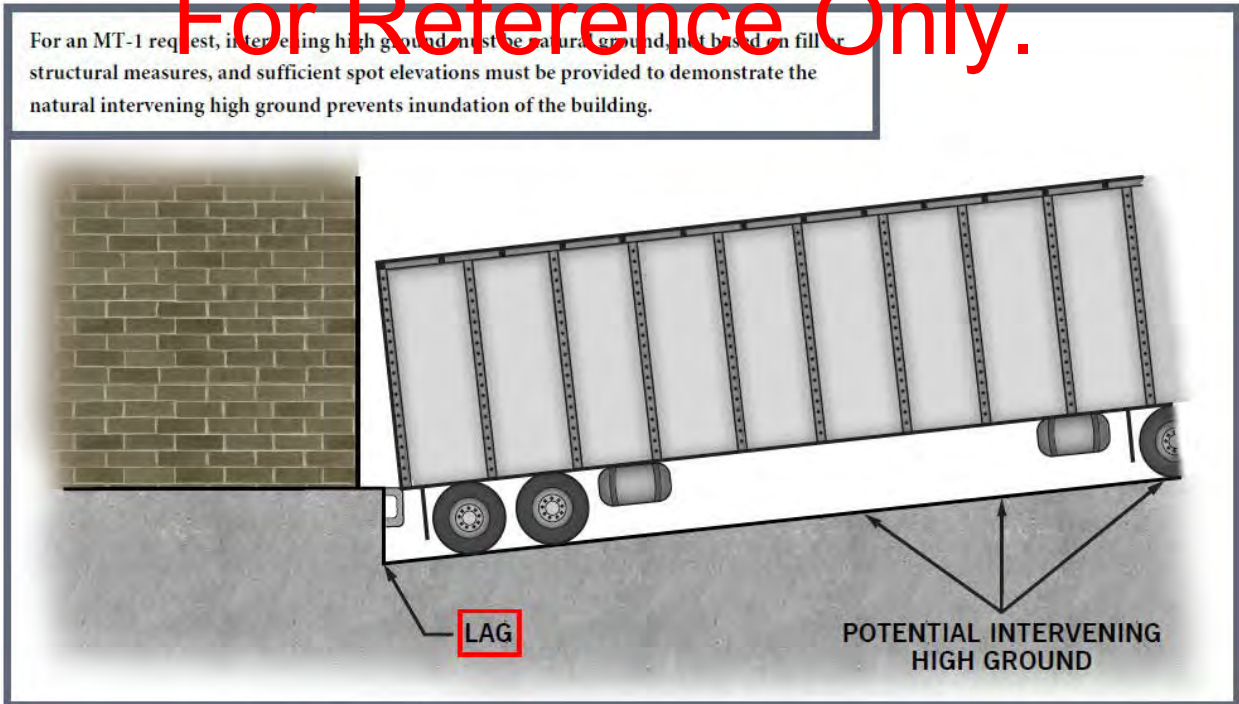 For Reference Only.
For an MT-1 request, intervening high ground must be natural ground, not based on fill or
structural measures, and sufficient spot elevations must be provided to demonstrate the
natural intervening high ground prevents inundation of the building.
LAG
POTENTIAL INTERVENING
HIGH GROUND